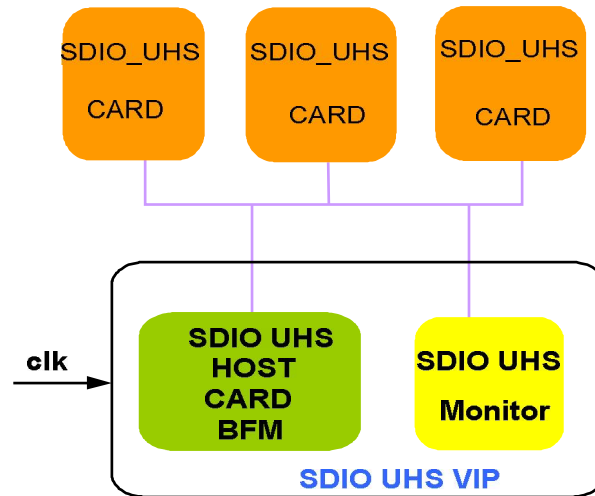 SDIO_UHS
CARD
SDIO_UHS
CARD
SDIO_UHS
CARD
clk
SDIO UHS
HOST
CARD
BFM
SDIO UHS
Monitor
SDIO UHS VIP